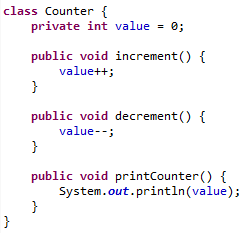 class Counter {
    private int value = 0;

    public void increment() {
        value++;
    }

    public void decrement() {
        value--;
    }

    public void printCounter() {
        System.out.println(value);
    }
}